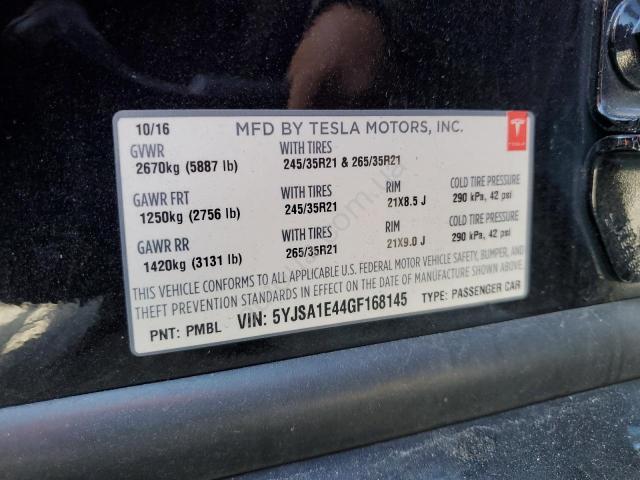 10/16 MFD BY TESLA MOTORS, INC.
TESLA
GVWR WITH TIRES
2670kg (5887 lb) 245/35R21 & 265/35R21
GAWR FRT WITH TIRES RIM COLD TIRE PRESSURE
1250kg (2756 lb) 245/35R21 21X8.5 J 290 kPa, 42 psi
GAWR RR WITH TIRES RIM COLD TIRE PRESSURE
1420kg (3131 lb) 265/35R21 21X9.0 J 290 kPa, 42 psi
THIS VEHICLE CONFORMS TO ALL APPLICABLE U.S. FEDERAL MOTOR VEHICLE SAFETY, BUMPER, AND
THEFT PREVENTION STANDARDS IN EFFECT ON THE DATE OF MANUFACTURE SHOWN ABOVE.
PNT: PMBL VIN: 5YJSA1E44GF168145 TYPE: PASSENGER CAR